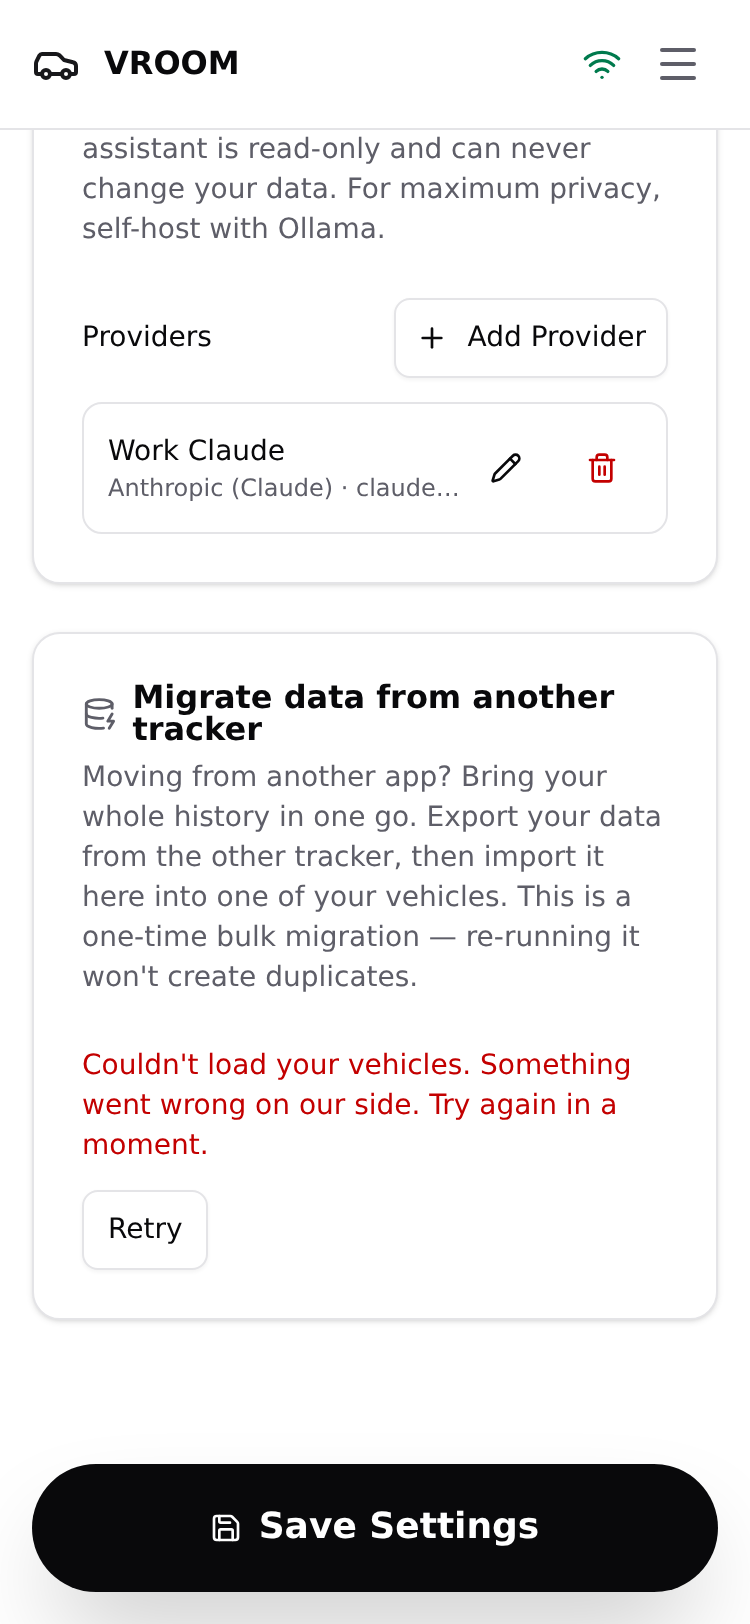 VROOM
assistant is read-only and can never
change your data. For maximum privacy,
self-host with Ollama.
Providers
Add Provider
Work Claude
Anthropic (Claude) · claude...
Migrate data from another
tracker
Moving from another app? Bring your
whole history in one go. Export your data
from the other tracker, then import it
here into one of your vehicles. This is a
one-time bulk migration — re-running it
won't create duplicates.
Couldn't load your vehicles. Something
went wrong on our side. Try again in a
moment.
Retry
Save Settings